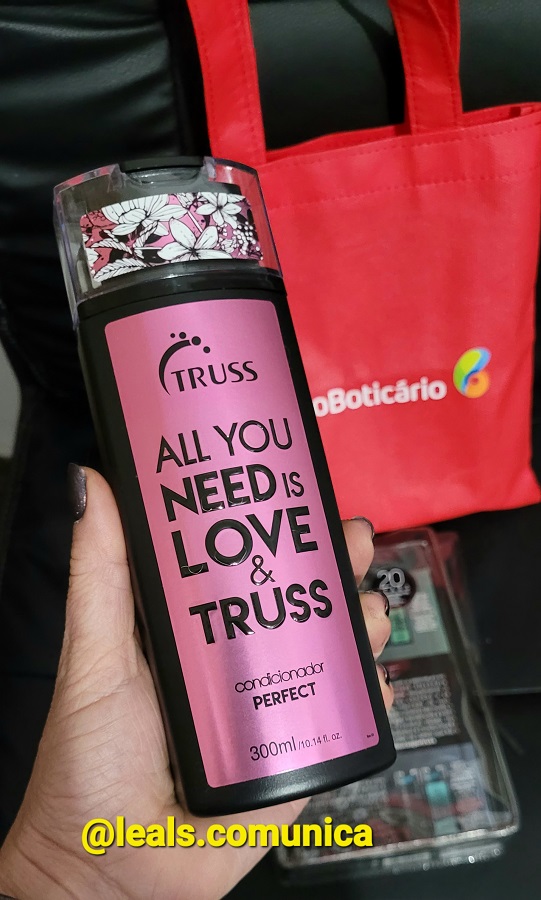 TRUSS
ALL YOU
NEED IS
LOVE
&
TRUSS
condicionador
PERFECT
300ml/10.14 fl. oz.
oBoticário
20
@leals.comunica